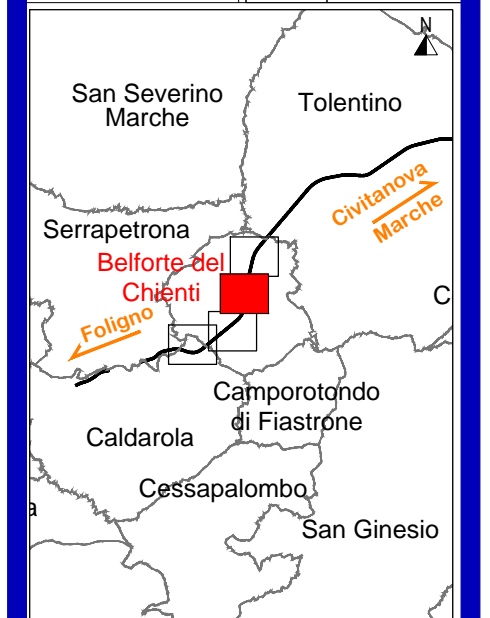 N
San Severino
Marche
Tolentino
Civitanova
Marche
Serrapetrona
Belforte del
Chienti
C
Foligno
Camporotondo
di Fiastrone
Caldarola
Cessapalombo
a
San Ginesio